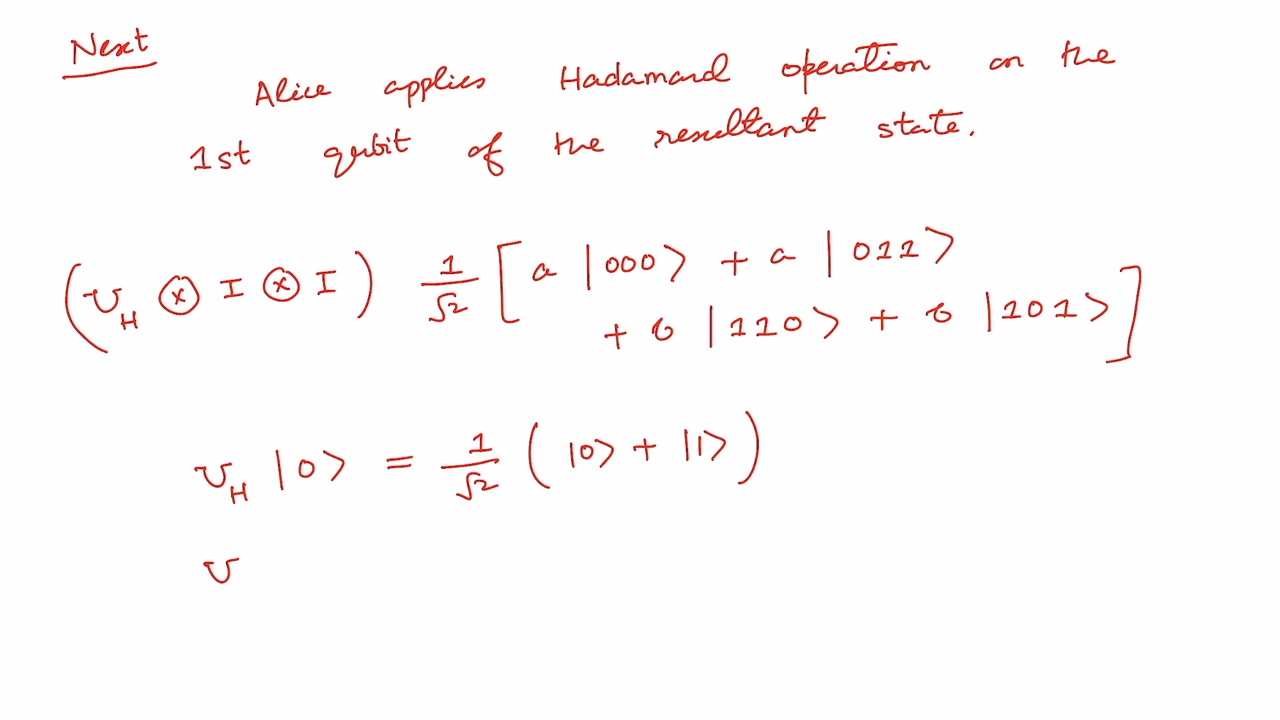 Next
Alice applies Hadamard operation on the
1st qubit of the resultant state.
(U_H ⊗ I ⊗ I) 1/√2 [ a |000⟩ + a |011⟩
+ b |110⟩ + b |101⟩ ]
U_H |0⟩ = 1/√2 ( |0⟩ + |1⟩ )
U